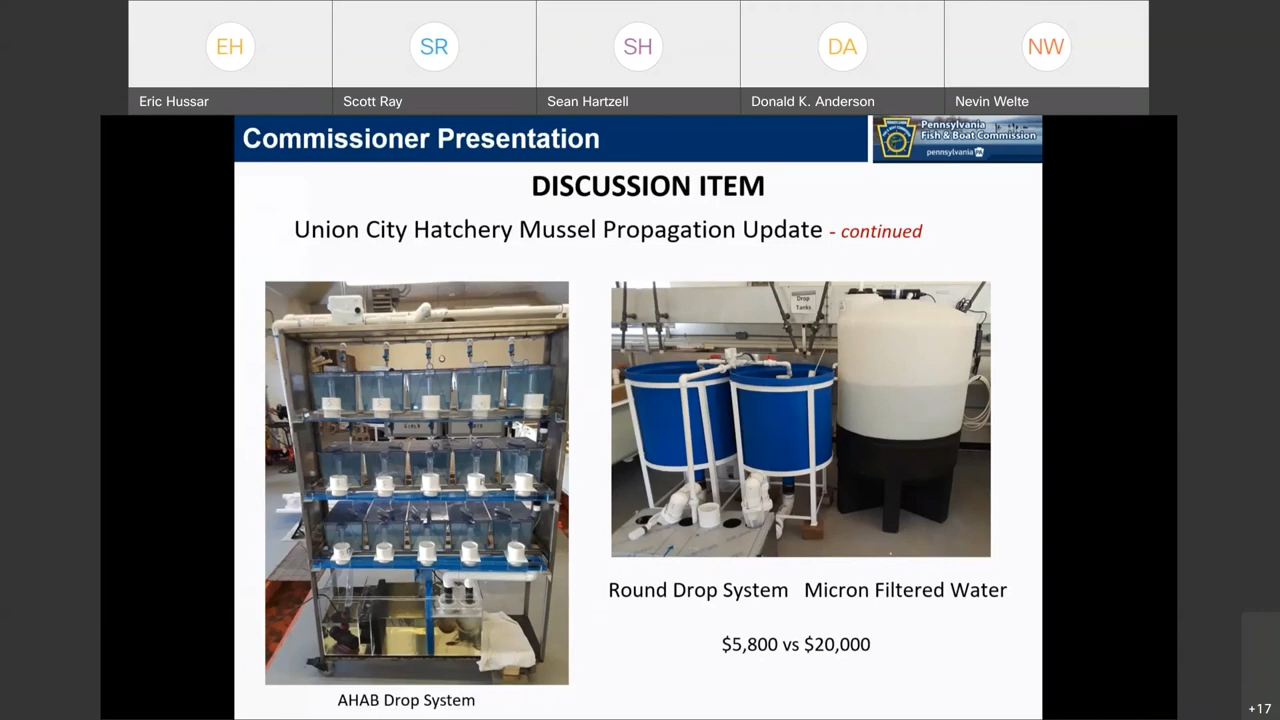 EH
SR
SH
DA
NW
Eric Hussar
Scott Ray
Sean Hartzell
Donald K. Anderson
Nevin Welte
Commissioner Presentation
Pennsylvania
Fish & Boat Commission
pennsylvania PA
DISCUSSION ITEM
Union City Hatchery Mussel Propagation Update - continued
Drop
Tanks
Round Drop System Micron Filtered Water
$5,800 vs $20,000
AHAB Drop System
+17